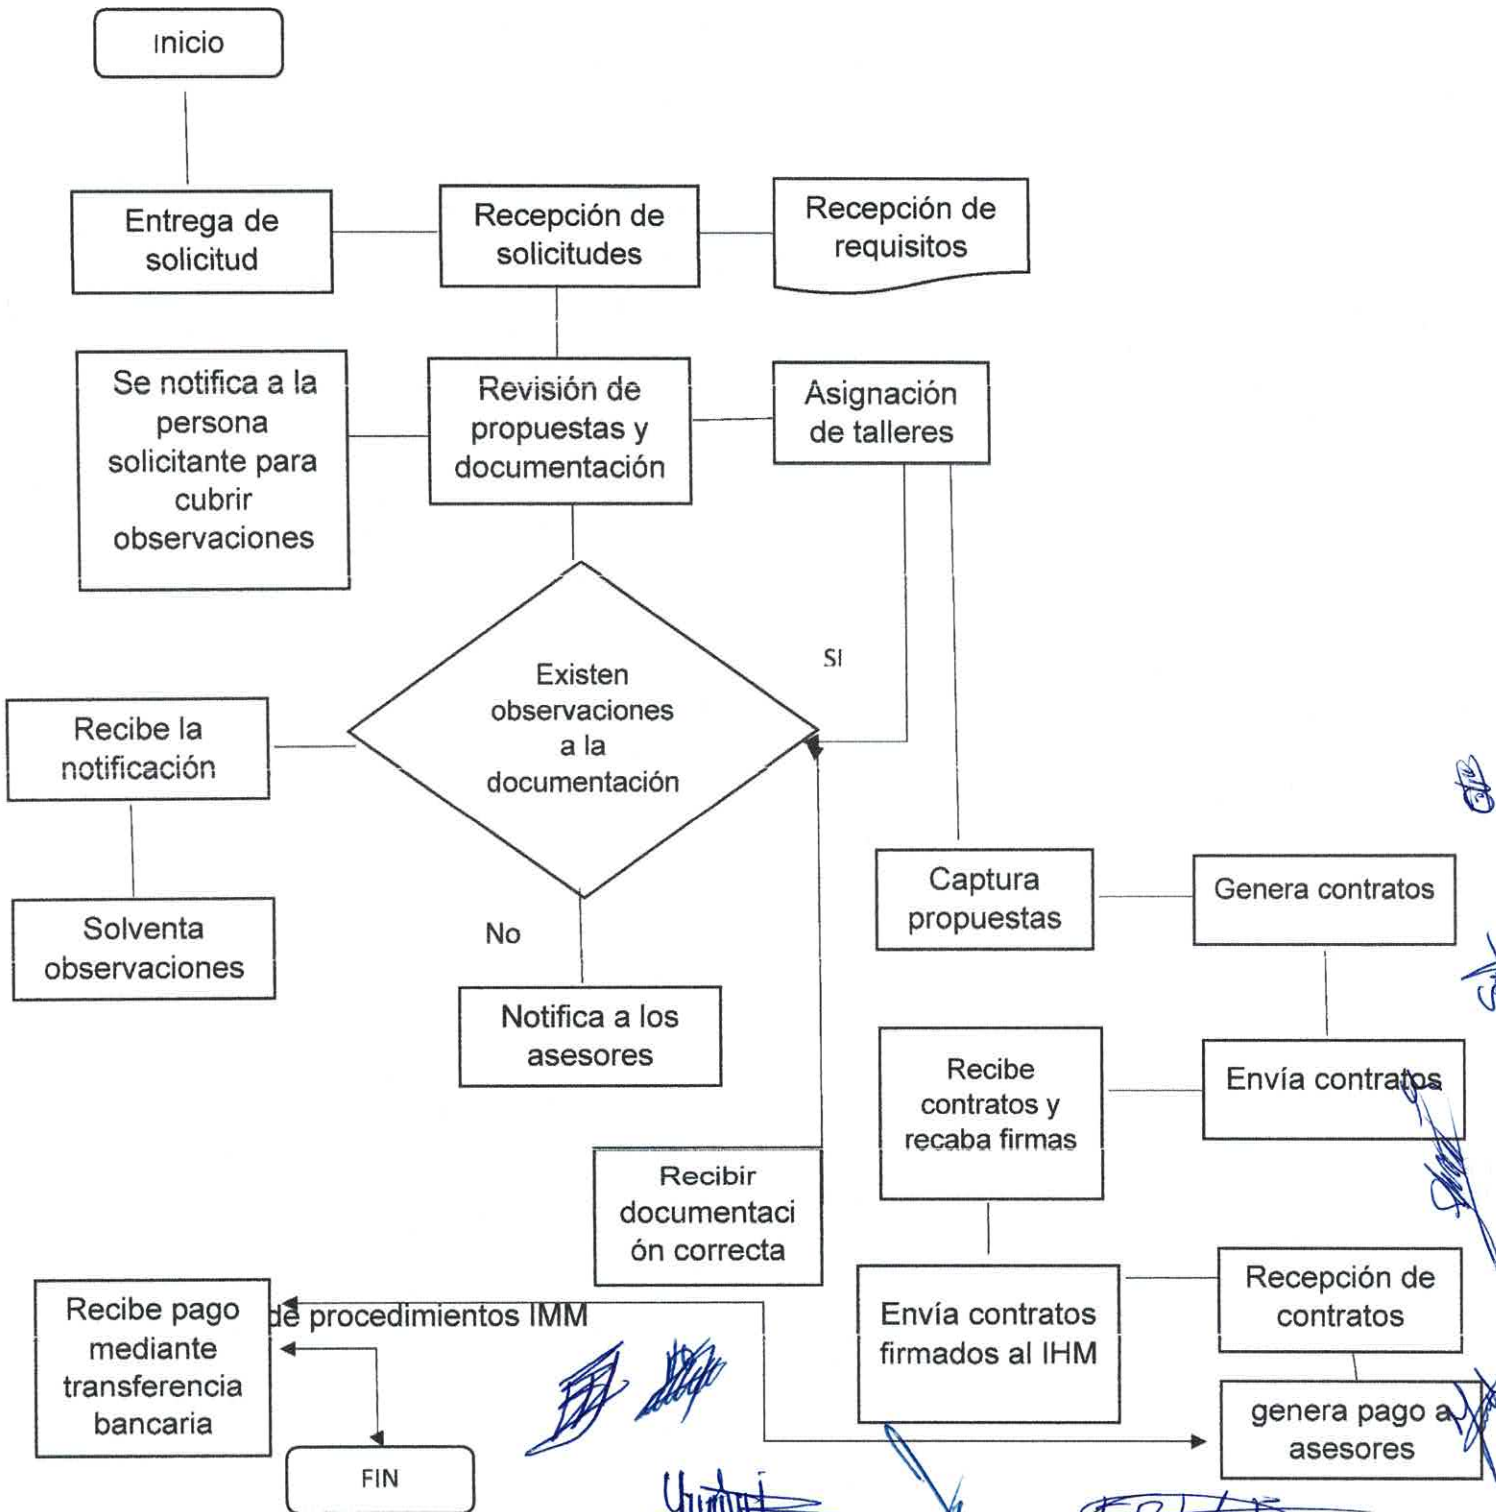 Inicio
Entrega de
solicitud
Recepción de
solicitudes
Recepción de
requisitos
Se notifica a la
persona
solicitante para
cubrir
observaciones
Revisión de
propuestas y
documentación
Asignación
de talleres
Existen
observaciones
a la
documentación
SI
Recibe la
notificación
Solventa
observaciones
No
Notifica a los
asesores
Captura
propuestas
Genera contratos
Recibe
contratos y
recaba firmas
Envía contratos
Recibir
documentaci
ón correcta
Envía contratos
firmados al IHM
Recepción de
contratos
Recibe pago
mediante
transferencia
bancaria
de procedimientos IMM
genera pago a
asesores
FIN